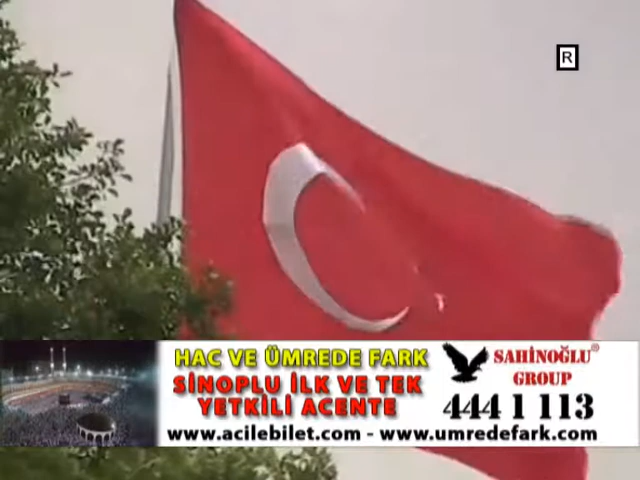 R
HAC VE ÜMREDE FARK
SİNOPLU İLK VE TEK
YETKİLİ ACENTE
SAHİNOĞLU®
GROUP
444 1 113
www.acilebilet.com - www.umredefark.com